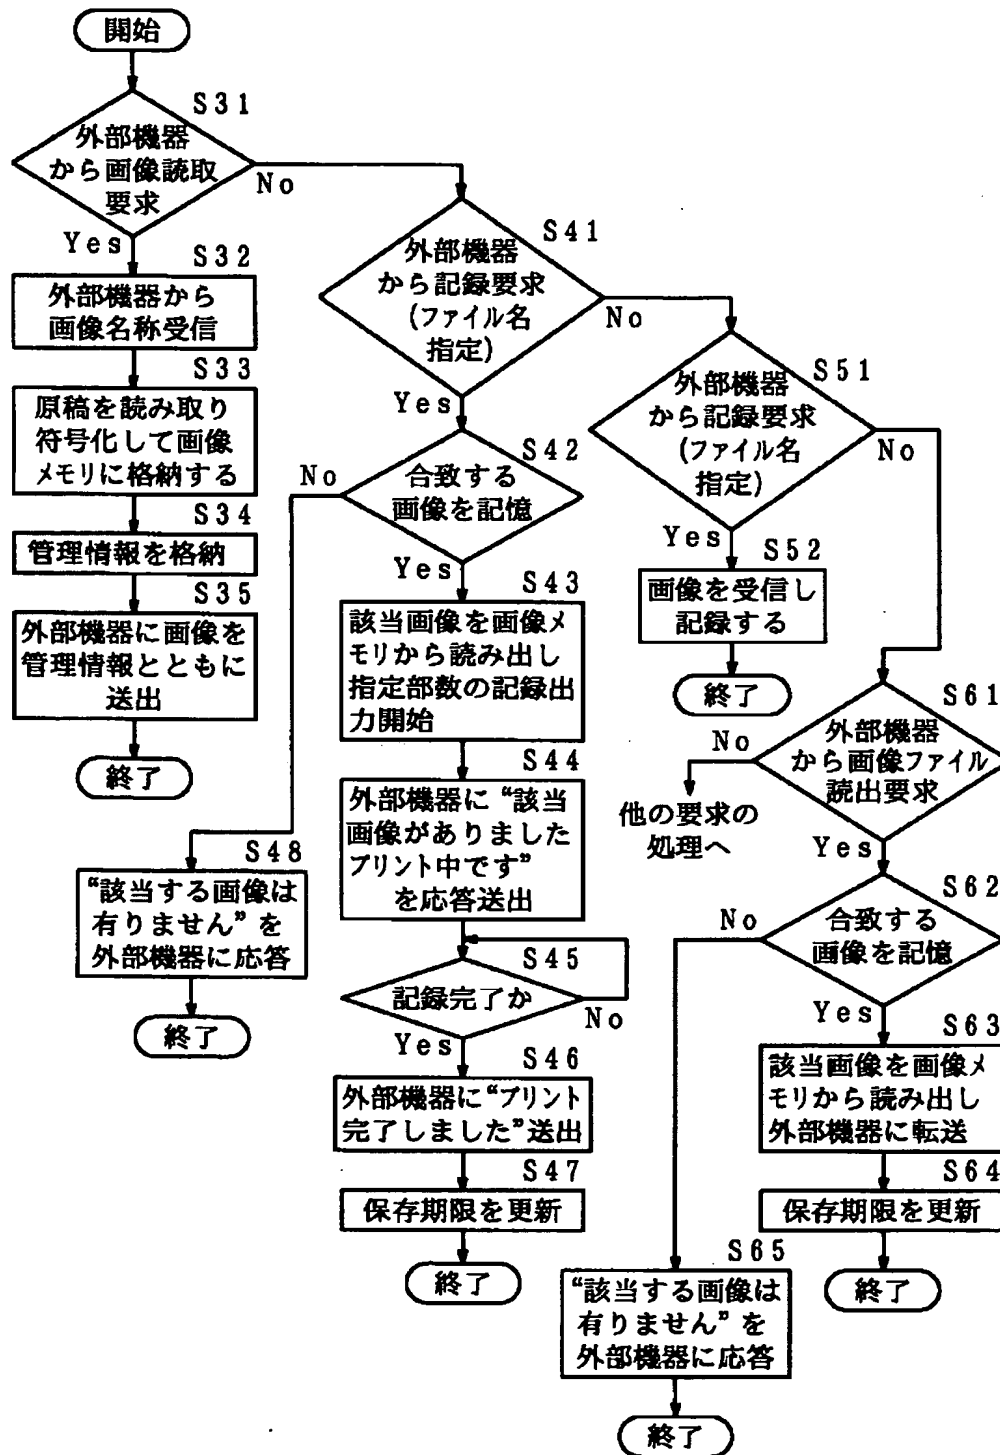 開始
S31
外部機器
から画像読取
要求
No
Yes
S32
外部機器から
画像名称受信
S33
原稿を読み取り
符号化して画像
メモリに格納する
S34
管理情報を格納
S35
外部機器に画像を
管理情報とともに
送出
終了
S41
外部機器
から記録要求
(ファイル名
指定)
No
Yes
S42
No
合致する
画像を記憶
Yes
S43
該当画像を画像メ
モリから読み出し
指定部数の記録出
力開始
S44
外部機器に“該当
画像がありました
プリント中です”
を応答送出
S45
記録完了か
No
Yes
S46
外部機器に“プリント
完了しました”送出
S47
保存期限を更新
終了
S48
“該当する画像は
有りません”を
外部機器に応答
終了
S51
外部機器
から記録要求
(ファイル名
指定)
No
Yes
S52
画像を受信し
記録する
終了
S61
外部機器
から画像ファイル
読出要求
No
他の要求の
処理へ
Yes
S62
No
合致する
画像を記憶
Yes
S63
該当画像を画像メ
モリから読み出し
外部機器に転送
S64
保存期限を更新
終了
S65
“該当する画像は
有りません”を
外部機器に応答
終了